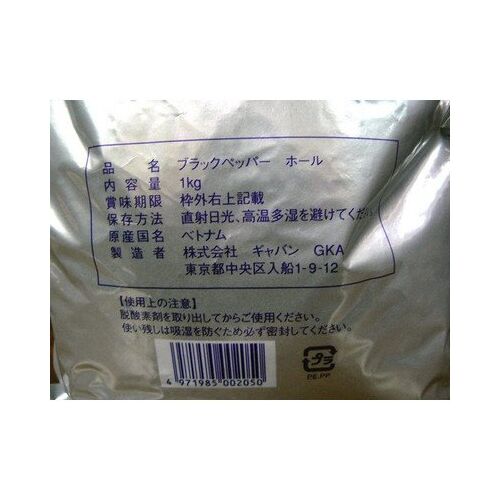 品名 ブラックペッパー ホール
内容量 1kg
賞味期限 枠外右上記載
保存方法 直射日光、高温多湿を避けてください
原産国名 ベトナム
製造者 株式会社 ギャバン GKA
東京都中央区入船1-9-12
【使用上の注意】
脱酸素剤を取り出してからご使用ください。
使い残しは吸湿を防ぐため必ず密封してください。
4 971985 002050
プラ
PE,PP